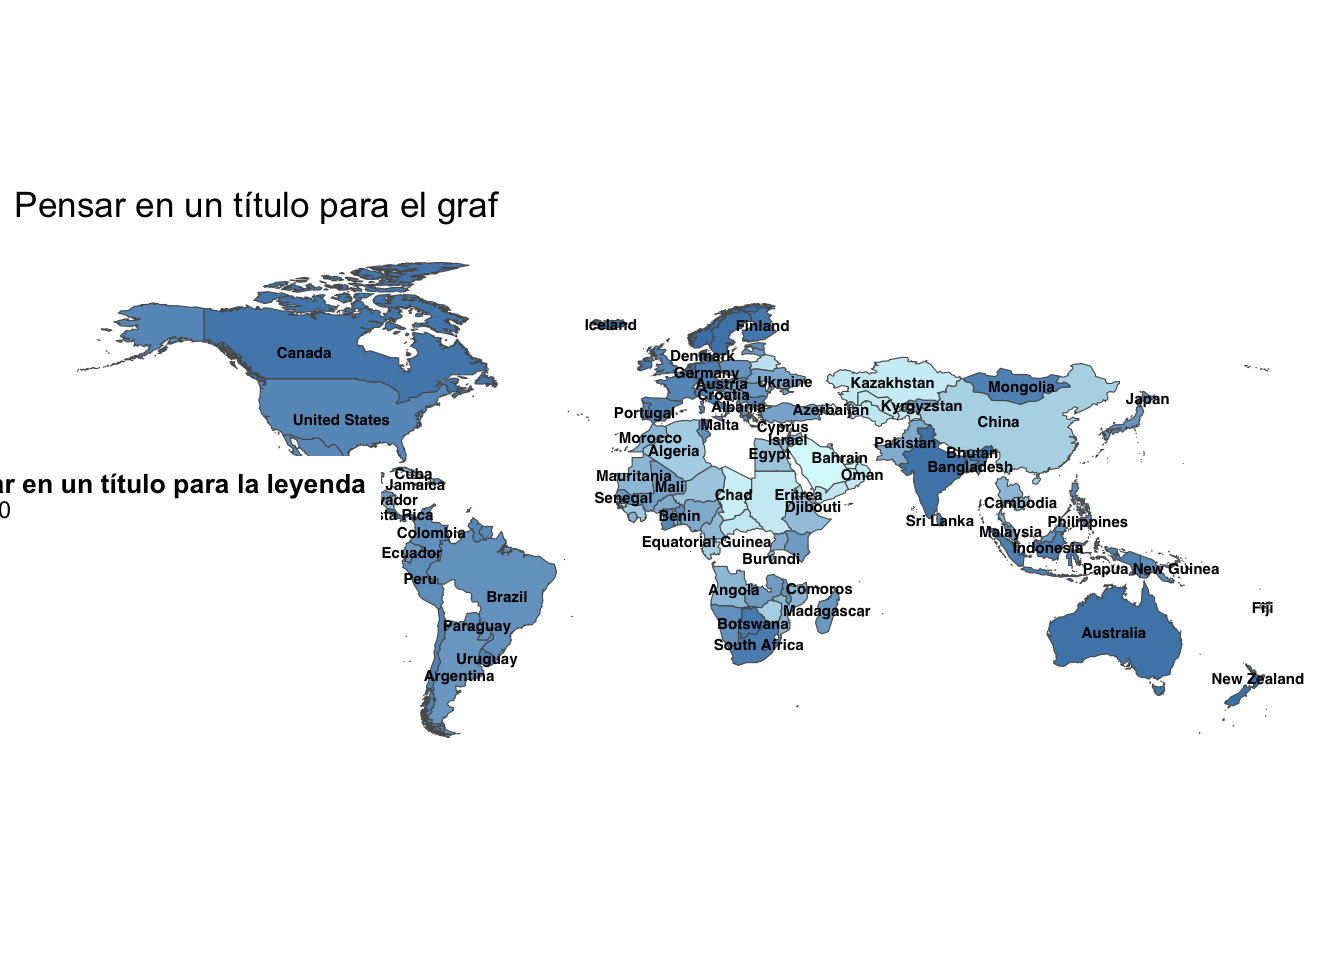 Pensar en un título para el graf
Iceland
Finland
Canada
Denmark
Germany
Austria
Ukraine
Croatia
Kazakhstan
Mongolia
Japan
Albania
Azerbaijan
Kyrgyzstan
Portugal
United States
Malta
Cyprus
China
Morocco
Israel
Pakistan
Algeria
Egypt
Bahrain
Bhutan
Bangladesh
Cuba
Mauritania
Oman
ar en un título para la leyenda
Jamaica
Mali
Chad
Eritrea
vador
Senegal
Djibouti
Cambodia
0
ta Rica
Benin
Sri Lanka
Philippines
Colombia
Malaysia
Equatorial Guinea
Indonesia
Ecuador
Burundi
Papua New Guinea
Peru
Angola
Comoros
Brazil
Madagascar
Fiji
Paraguay
Botswana
Australia
South Africa
Uruguay
Argentina
New Zealand